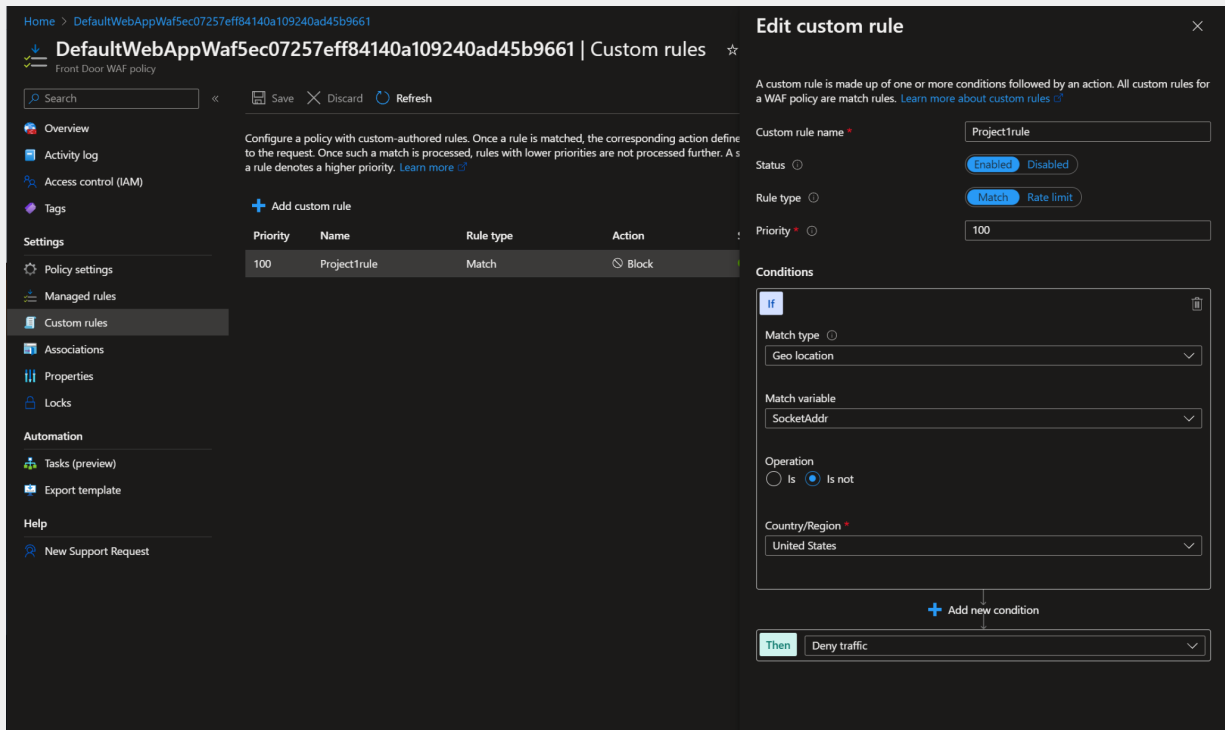 Home > DefaultWebAppWaf5ec07257eff84140a109240ad45b9661
DefaultWebAppWaf5ec07257eff84140a109240ad45b9661 | Custom rules
Front Door WAF policy
Search
«
Overview
Activity log
Access control (IAM)
Tags
Settings
Policy settings
Managed rules
Custom rules
Associations
Properties
Locks
Automation
Tasks (preview)
Export template
Help
New Support Request
Save Discard Refresh
Configure a policy with custom-authored rules. Once a rule is matched, the corresponding action define
to the request. Once such a match is processed, rules with lower priorities are not processed further. A s
a rule denotes a higher priority. Learn more
Add custom rule
Priority Name Rule type Action
100 Project1rule Match Block
Edit custom rule
A custom rule is made up of one or more conditions followed by an action. All custom rules for
a WAF policy are match rules. Learn more about custom rules
Custom rule name * Project1rule
Status Enabled Disabled
Rule type Match Rate limit
Priority * 100
Conditions
If
Match type
Geo location
Match variable
SocketAddr
Operation
Is Is not
Country/Region *
United States
Add new condition
Then Deny traffic